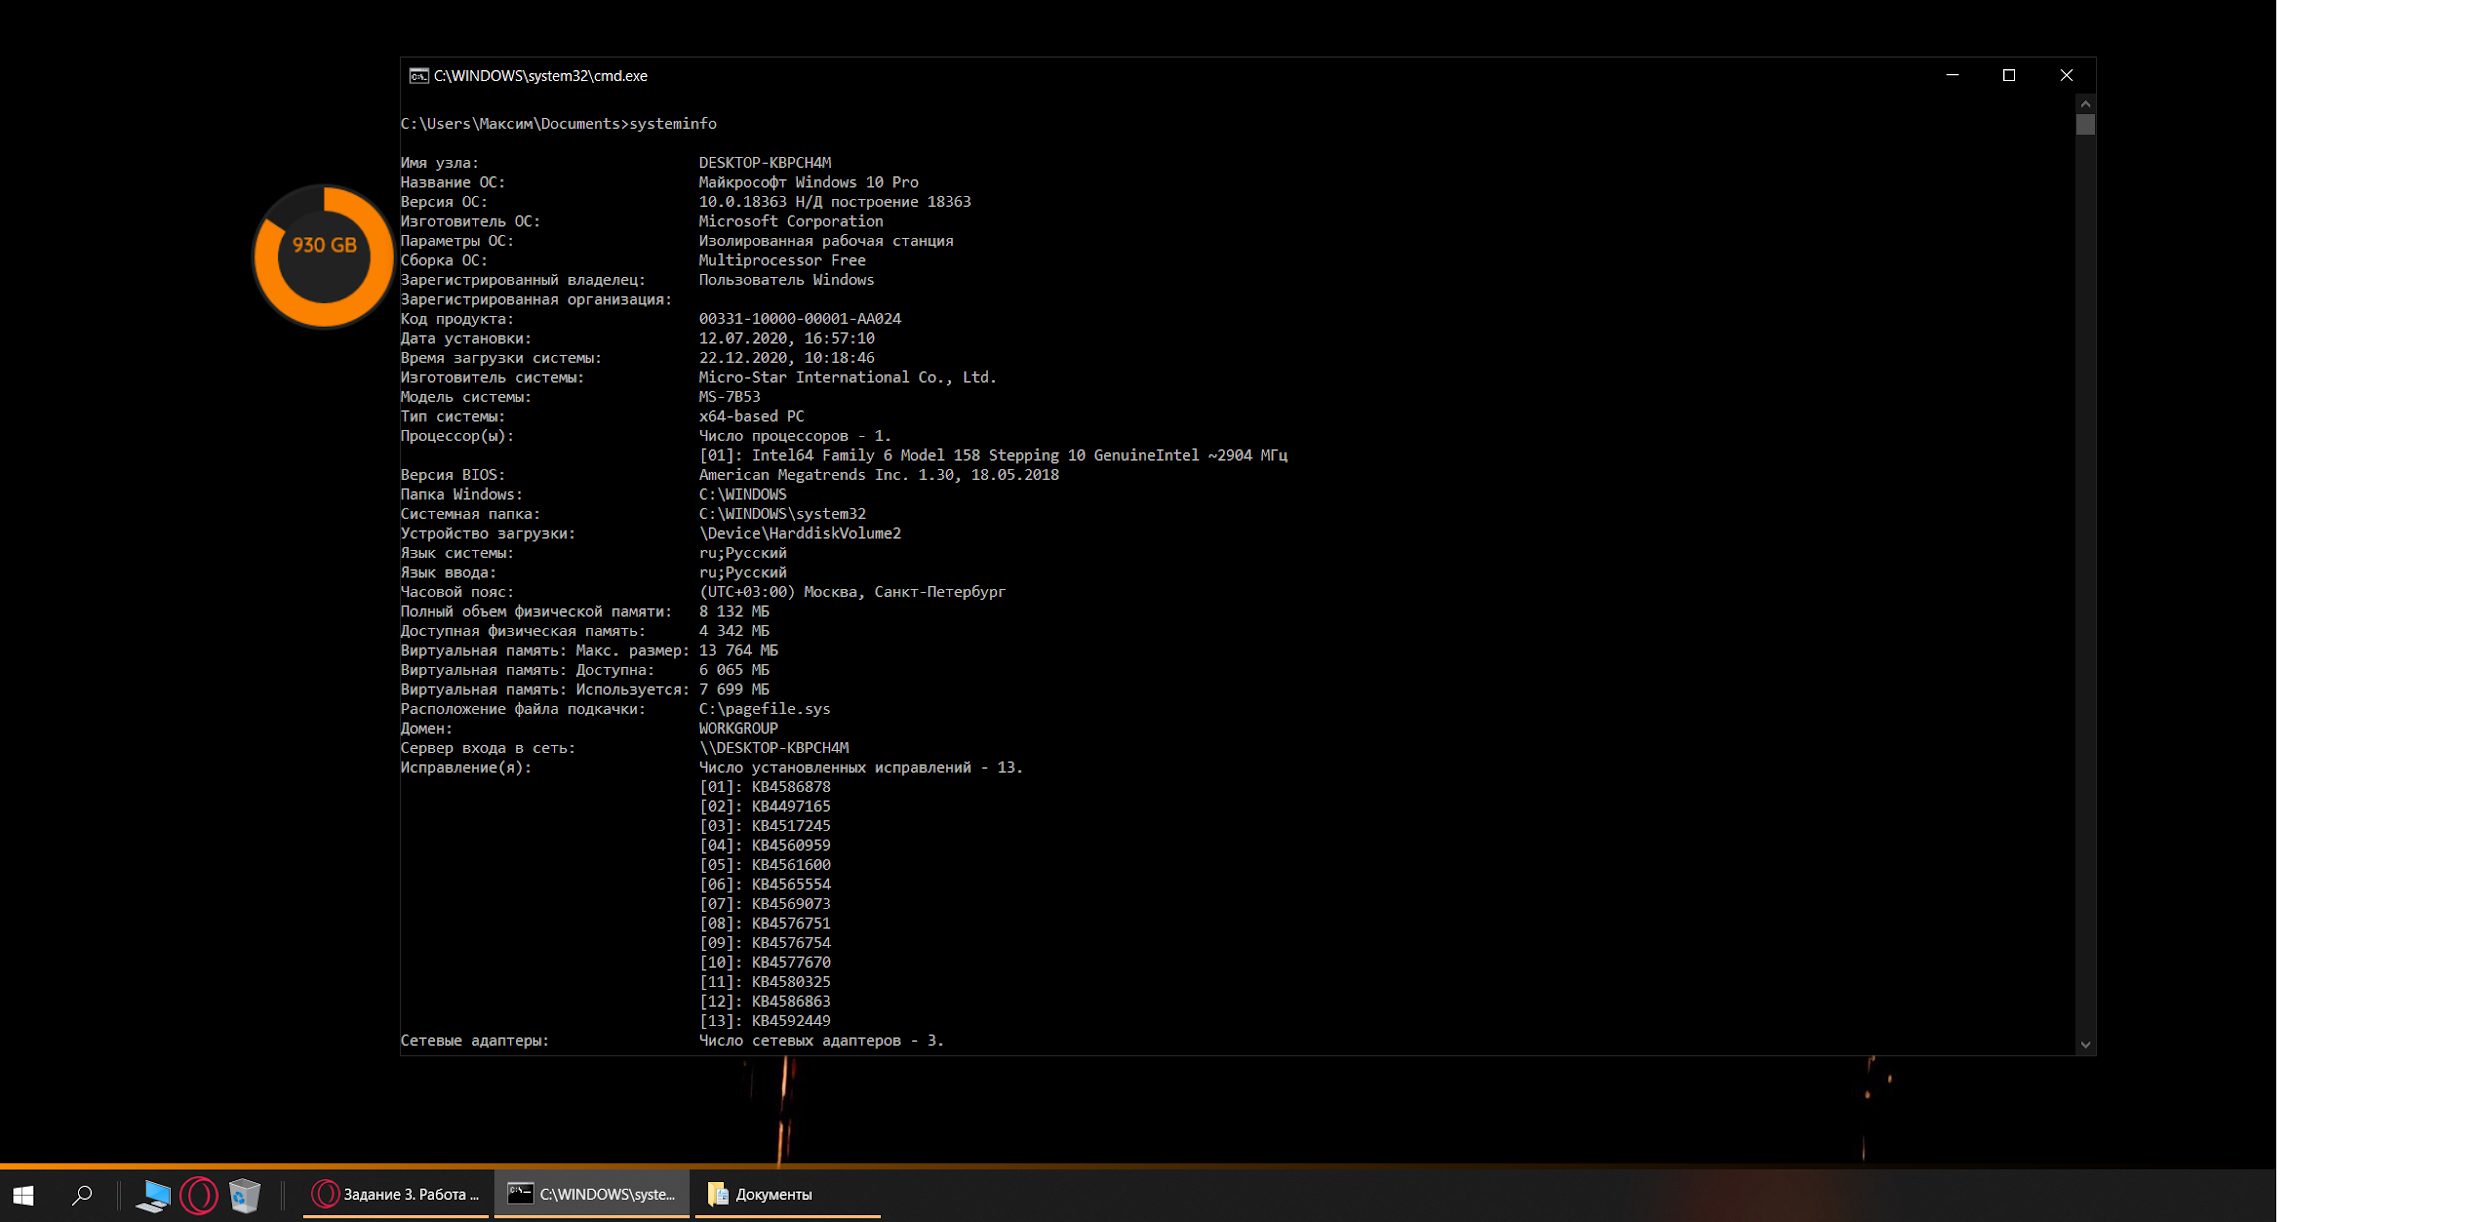 C:\WINDOWS\system32\cmd.exe
C:\Users\Максим\Documents>systeminfo
930 GB
Имя узла: DESKTOP-KBPCH4M
Название ОС: Майкрософт Windows 10 Pro
Версия ОС: 10.0.18363 Н/Д построение 18363
Изготовитель ОС: Microsoft Corporation
Параметры ОС: Изолированная рабочая станция
Сборка ОС: Multiprocessor Free
Зарегистрированный владелец: Пользователь Windows
Зарегистрированная организация:
Код продукта: 00331-10000-00001-AA024
Дата установки: 12.07.2020, 16:57:10
Время загрузки системы: 22.12.2020, 10:18:46
Изготовитель системы: Micro-Star International Co., Ltd.
Модель системы: MS-7B53
Тип системы: x64-based PC
Процессор(ы): Число процессоров - 1.
[01]: Intel64 Family 6 Model 158 Stepping 10 GenuineIntel ~2904 МГц
Версия BIOS: American Megatrends Inc. 1.30, 18.05.2018
Папка Windows: C:\WINDOWS
Системная папка: C:\WINDOWS\system32
Устройство загрузки: \Device\HarddiskVolume2
Язык системы: ru;Русский
Язык ввода: ru;Русский
Часовой пояс: (UTC+03:00) Москва, Санкт-Петербург
Полный объем физической памяти: 8 132 МБ
Доступная физическая память: 4 342 МБ
Виртуальная память: Макс. размер: 13 764 МБ
Виртуальная память: Доступна: 6 065 МБ
Виртуальная память: Используется: 7 699 МБ
Расположение файла подкачки: C:\pagefile.sys
Домен: WORKGROUP
Сервер входа в сеть: \\DESKTOP-KBPCH4M
Исправление(я): Число установленных исправлений - 13.
[01]: KB4586878
[02]: KB4497165
[03]: KB4517245
[04]: KB4560959
[05]: KB4561600
[06]: KB4565554
[07]: KB4569073
[08]: KB4576751
[09]: KB4576754
[10]: KB4577670
[11]: KB4580325
[12]: KB4586863
[13]: KB4592449
Сетевые адаптеры: Число сетевых адаптеров - 3.
Задание 3. Работа ...
C:\WINDOWS\syste...
Документы